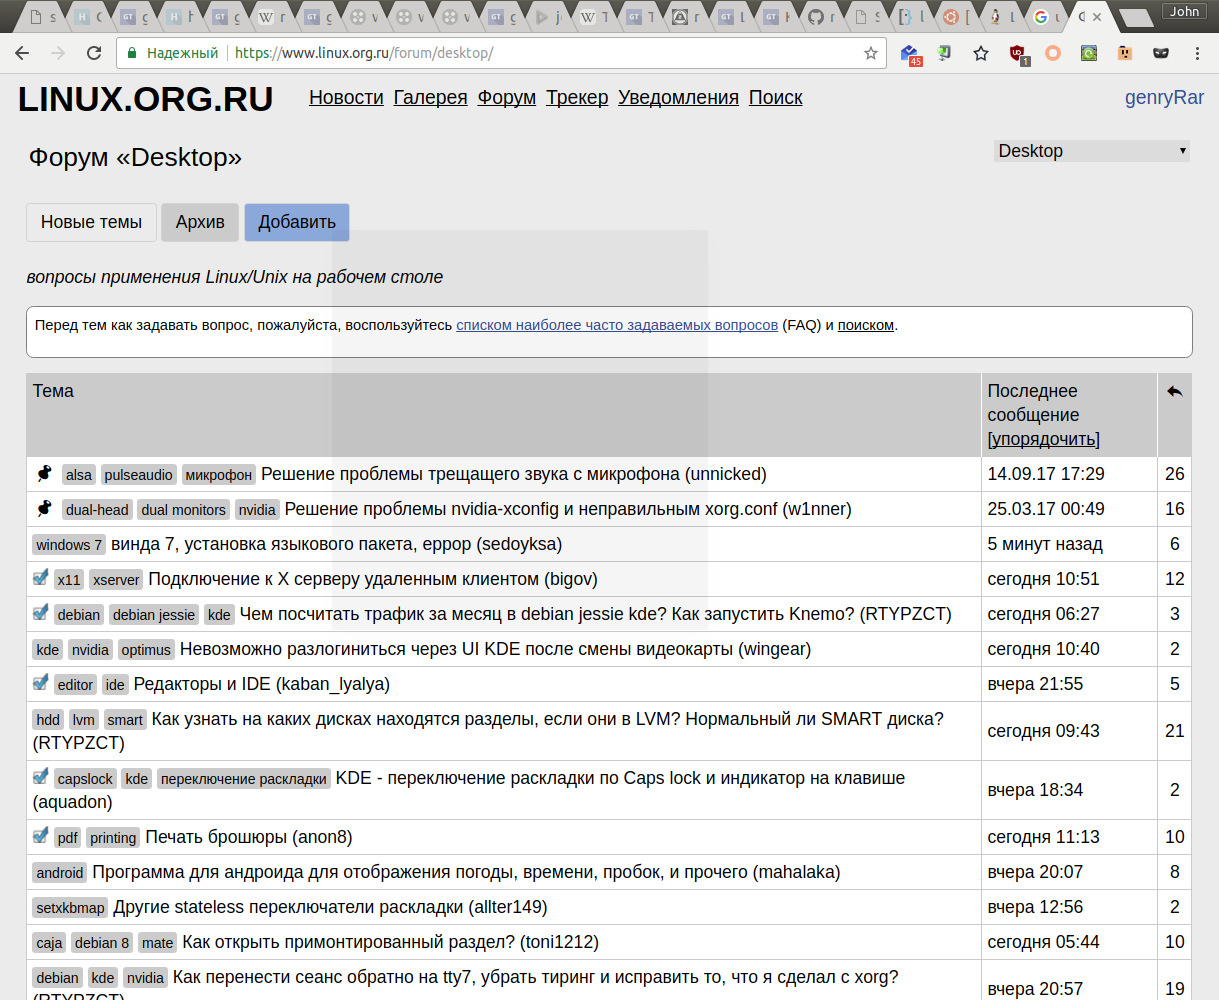 John
Надежный https://www.linux.org.ru/forum/desktop/
45
1
LINUX.ORG.RU
Новости Галерея Форум Трекер Уведомления Поиск
genryRar
Форум «Desktop»
Desktop
Новые темы Архив Добавить
вопросы применения Linux/Unix на рабочем столе
Перед тем как задавать вопрос, пожалуйста, воспользуйтесь списком наиболее часто задаваемых вопросов (FAQ) и поиском.
Тема
Последнее
сообщение
[упорядочить]
alsa pulseaudio микрофон Решение проблемы трещащего звука с микрофона (unnicked) 14.09.17 17:29 26
dual-head dual monitors nvidia Решение проблемы nvidia-xconfig и неправильным xorg.conf (w1nner) 25.03.17 00:49 16
windows 7 винда 7, установка языкового пакета, еррор (sedoyksa) 5 минут назад 6
x11 xserver Подключение к X серверу удаленным клиентом (bigov) сегодня 10:51 12
debian debian jessie kde Чем посчитать трафик за месяц в debian jessie kde? Как запустить Knemo? (RTYPZCT) сегодня 06:27 3
kde nvidia optimus Невозможно разлогиниться через UI KDE после смены видеокарты (wingear) сегодня 10:40 2
editor ide Редакторы и IDE (kaban_lyalya) вчера 21:55 5
hdd lvm smart Как узнать на каких дисках находятся разделы, если они в LVM? Нормальный ли SMART диска?
(RTYPZCT) сегодня 09:43 21
capslock kde переключение раскладки KDE - переключение раскладки по Caps lock и индикатор на клавише
(aquadon) вчера 18:34 2
pdf printing Печать брошюры (anon8) сегодня 11:13 10
android Программа для андроида для отображения погоды, времени, пробок, и прочего (mahalaka) вчера 20:07 8
setxkbmap Другие stateless переключатели раскладки (allter149) вчера 12:56 2
caja debian 8 mate Как открыть примонтированный раздел? (toni1212) сегодня 05:44 10
debian kde nvidia Как перенести сеанс обратно на tty7, убрать тиринг и исправить то, что я сделал с xorg?
(RTYPZCT) вчера 20:57 19